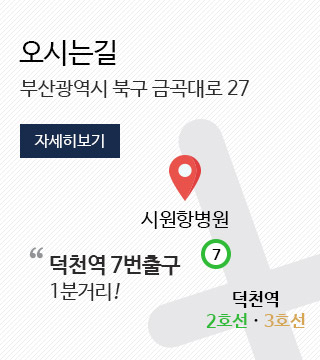 오시는길
부산광역시 북구 금곡대로 27
자세히보기
시원항병원
7
“ 덕천역 7번출구
1분거리!
덕천역
2호선 · 3호선